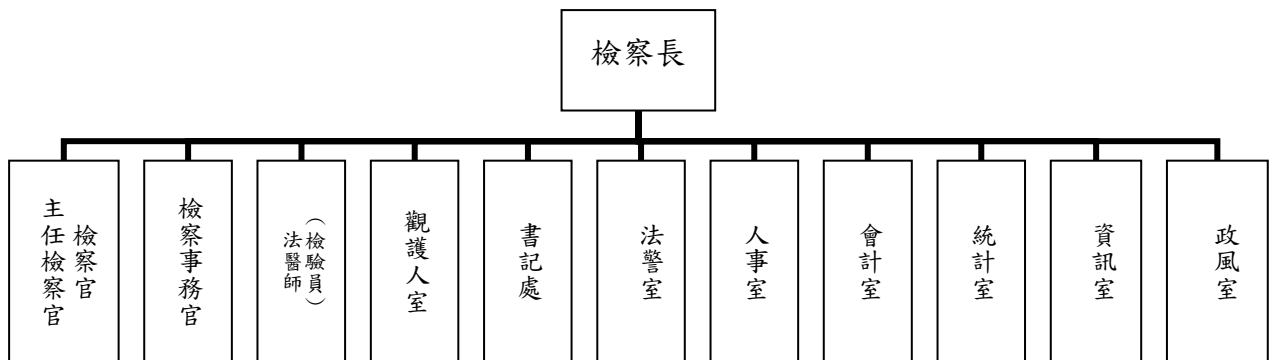 檢察長
主任檢察官
檢察官
檢察事務官
法醫師
（檢驗員）
觀護人室
書記處
法警室
人事室
會計室
統計室
資訊室
政風室